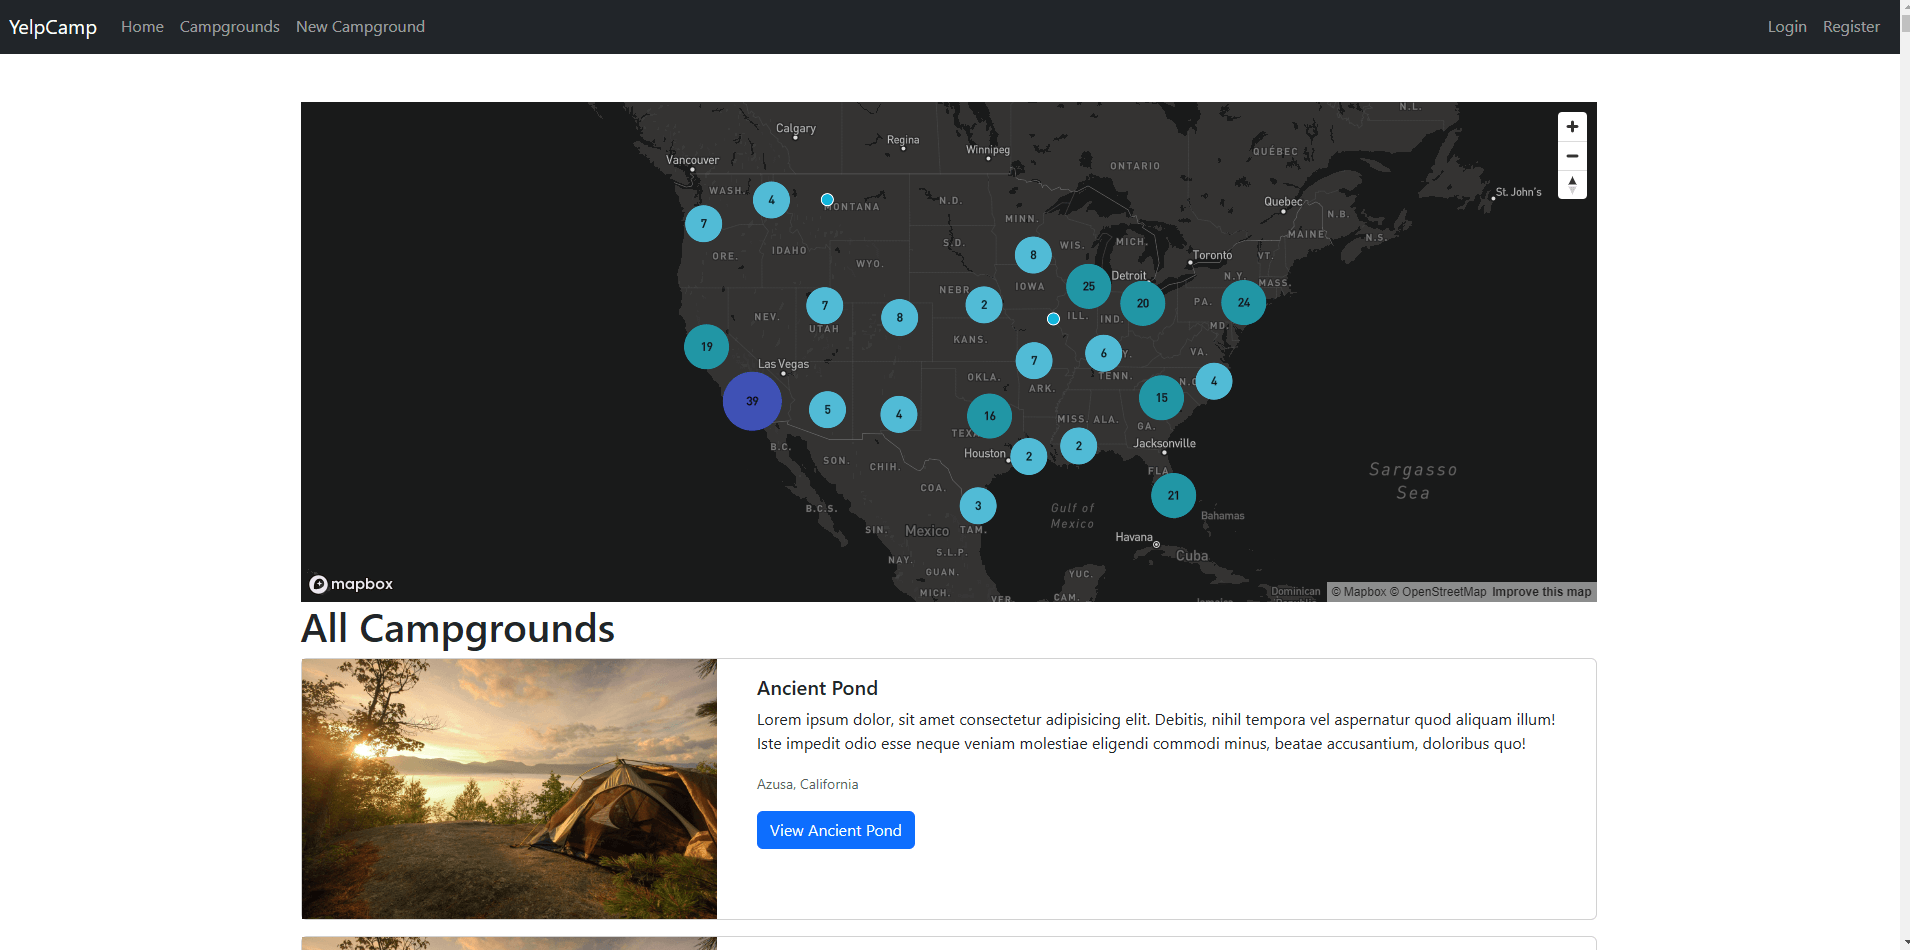 YelpCamp Home Campgrounds New Campground Login Register
Calgary
Regina
Winnipeg
Vancouver
ONTARIO
QUÉBEC
N.L.
St. John's
WASH.
4
MONTANA
N.D.
MINN.
Quebec
N.B.
MAINE
N.S.
7
ORE.
IDAHO
WYO.
S.D.
8
WIS.
MICH.
Toronto
VT.
Detroit
N.Y.
MASS.
NEBR.
IOWA
25
20
PA.
24
7
UTAH
8
2
NEV.
KANS.
ILL.
IND.
MD.
19
Las Vegas
7
6
Y.
VA.
OKLA.
ARK.
TENN.
N.C.
4
39
5
4
16
TEX
MISS.
ALA.
15
GA.
B.C.
SON.
CHIH.
Houston
2
2
Jacksonville
FLA
COA.
21
Sargasso
Sea
3
B.C.S.
SIN.
Mexico
TAM.
Gulf of
Mexico
Bahamas
Havana
Cuba
NAY.
S.L.P.
GUAN.
MICH.
VER.
YUC.
CAM.
Dominican
mapbox
© Mapbox © OpenStreetMap Improve this map
All Campgrounds
Ancient Pond
Lorem ipsum dolor, sit amet consectetur adipisicing elit. Debitis, nihil tempora vel aspernatur quod aliquam illum!
Iste impedit odio esse neque veniam molestiae eligendi commodi minus, beatae accusantium, doloribus quo!
Azusa, California
View Ancient Pond